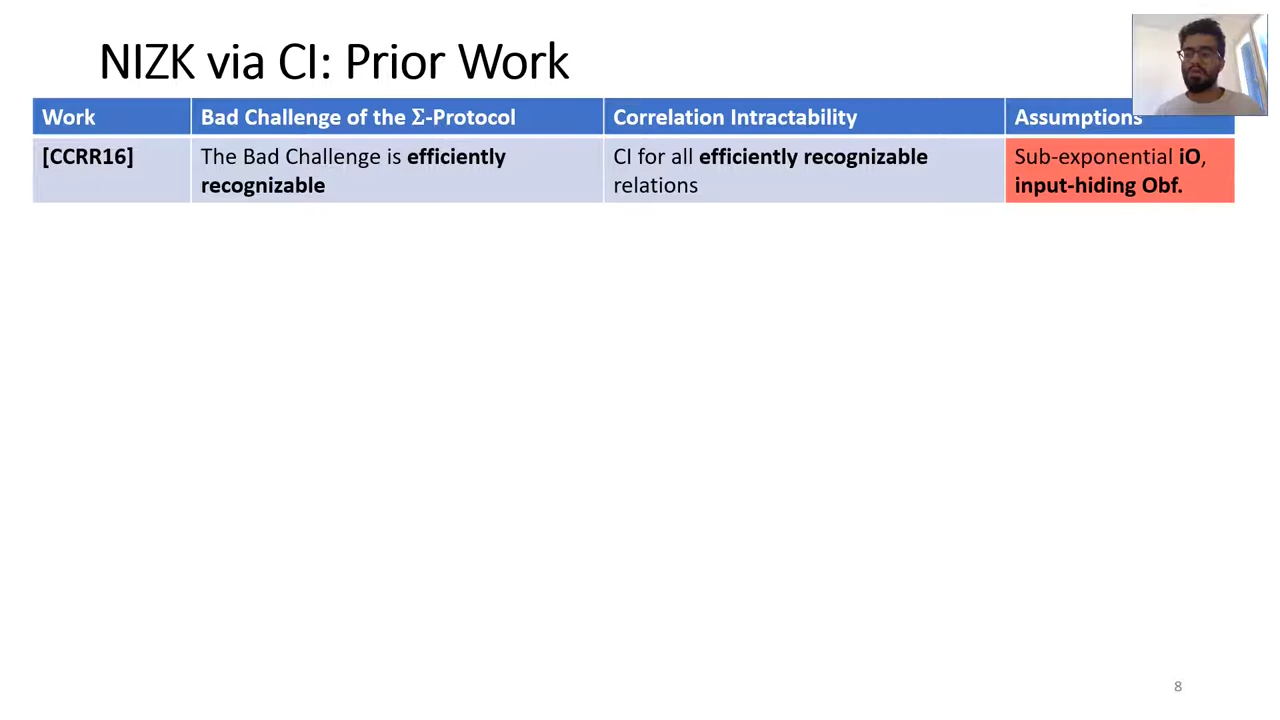 NIZK via CI: Prior Work
Work Bad Challenge of the Σ-Protocol Correlation Intractability Assumptions
[CCRR16] The Bad Challenge is efficiently CI for all efficiently recognizable Sub-exponential iO,
recognizable relations input-hiding Obf.
8